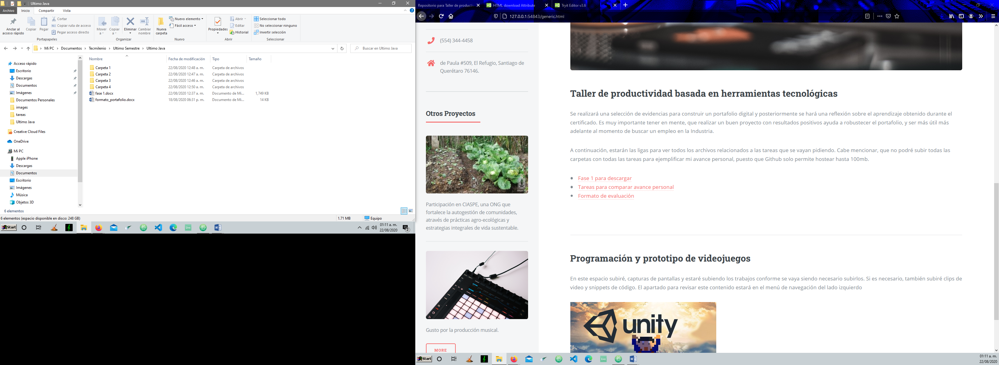 Ultimo Java
Archivo Inicio Compartir Vista
Anclar al acceso rápido
Copiar
Pegar
Cortar
Copiar ruta de acceso
Pegar acceso directo
Portapapeles
Mover a
Copiar a
Eliminar
Cambiar nombre
Organizar
Nueva carpeta
Nuevo elemento
Fácil acceso
Nuevo
Propiedades
Abrir
Editar
Historial
Abrir
Seleccionar todo
No seleccionar ninguno
Invertir selección
Seleccionar
Mi PC > Documentos > Tecmilenio > Ultimo Semestre > Ultimo Java
Buscar en Ultimo Java
Acceso rápido
Escritorio
Descargas
Documentos
Imágenes
Documentos Personales
images
tareas
Ultimo Java
Creative Cloud Files
OneDrive
Mi PC
Apple iPhone
Descargas
Documentos
Escritorio
Imágenes
Música
Objetos 3D
Nombre Fecha de modificación Tipo Tamaño
Carpeta 1 22/08/2020 12:48 a. m. Carpeta de archivos
Carpeta 2 22/08/2020 12:47 a. m. Carpeta de archivos
Carpeta 3 22/08/2020 12:46 a. m. Carpeta de archivos
Carpeta 4 22/08/2020 12:50 a. m. Carpeta de archivos
fase 1.docx 22/08/2020 12:37 a. m. Documento de Mi... 1,749 KB
formato_portafolio.docx 18/08/2020 06:31 p. m. Documento de Mi... 14 KB
6 elementos
6 elementos (espacio disponible en disco: 248 GB) 1.71 MB Equipo
Start
Live
01:11 a. m.
22/08/2020
2
Repositorio para Taller de productiv
HTML download Attribute
Tryit Editor v3.6
127.0.0.1:54843/generic.html
(554) 344-4458
de Paula #509, El Refugio, Santiago de
Querétaro 76146.
Otros Proyectos
Participación en CIASPE, una ONG que
fortalece la autogestión de comunidades,
através de prácticas agro-ecológicas y
estrategias integrales de vida sustentable.
Gusto por la producción musical.
MORE
Taller de productividad basada en herramientas tecnológicas
Se realizará una selección de evidencias para construir un portafolio digital y posteriormente se hará una reflexión sobre el aprendizaje obtenido durante el
certificado. Es muy importante tener en mente, que realizar un buen proyecto con resultados positivos ayuda a robustecer el portafolio, y ser más útil más
adelante al momento de buscar un empleo en la Industria.
A continuación, estarán las ligas para ver todos los archivos relacionados a las tareas que se vayan pidiendo. Cabe mencionar, que no podré subir todas las
carpetas con todas las tareas para ejemplificar mi avance personal, puesto que Github solo permite hostear hasta 100mb.
Fase 1 para descargar
Tareas para comparar avance personal
Formato de evaluación
Programación y prototipo de videojuegos
En este espacio subiré, capturas de pantallas y estaré subiendo los trabajos conforme se vaya siendo necesario subirlos. Si es necesario, también subiré clips de
video y snippets de código. El apartado para revisar este contenido estará en el menú de navegación del lado izquierdo
unity
Start
Live
01:11 a. m.
22/08/2020